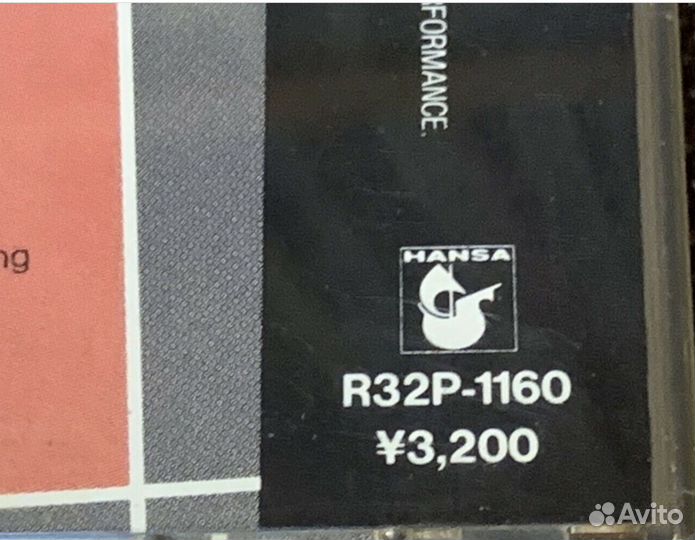 FORMANCE.
ng
HANSA
R32P-1160
¥3,200
Avito